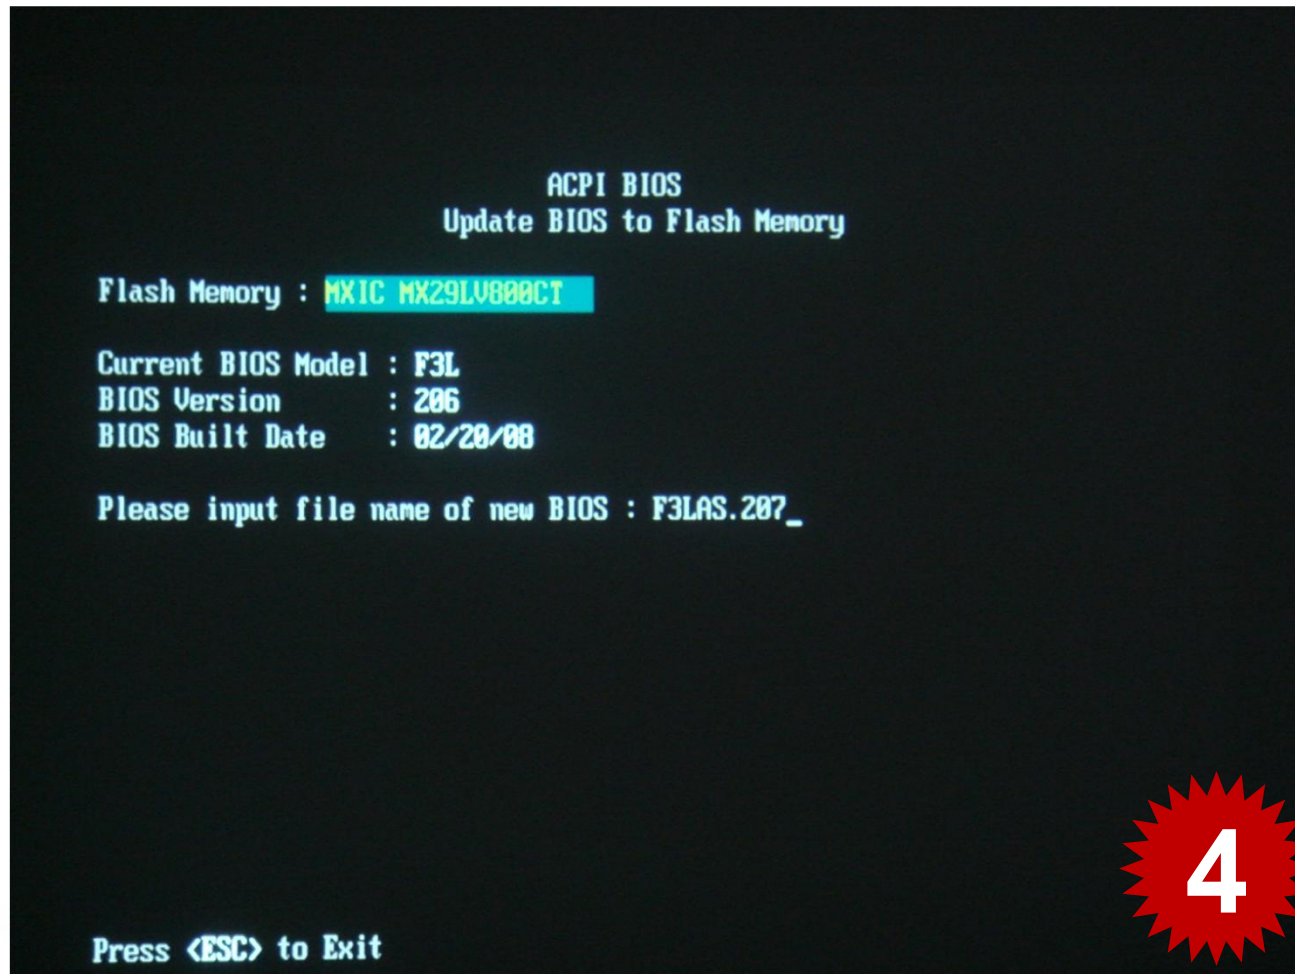 ACPI BIOS
Update BIOS to Flash Memory
Flash Memory : MXIC MX29LV800CT
Current BIOS Model : F3L
BIOS Version : 206
BIOS Built Date : 02/20/08
Please input file name of new BIOS : F3LAS.207_
4
Press <ESC> to Exit